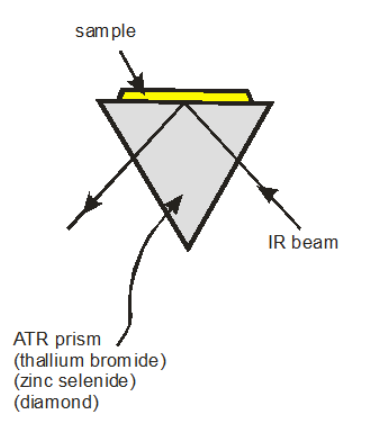 sample
IR beam
ATR prism
(thallium bromide)
(zinc selenide)
(diamond)